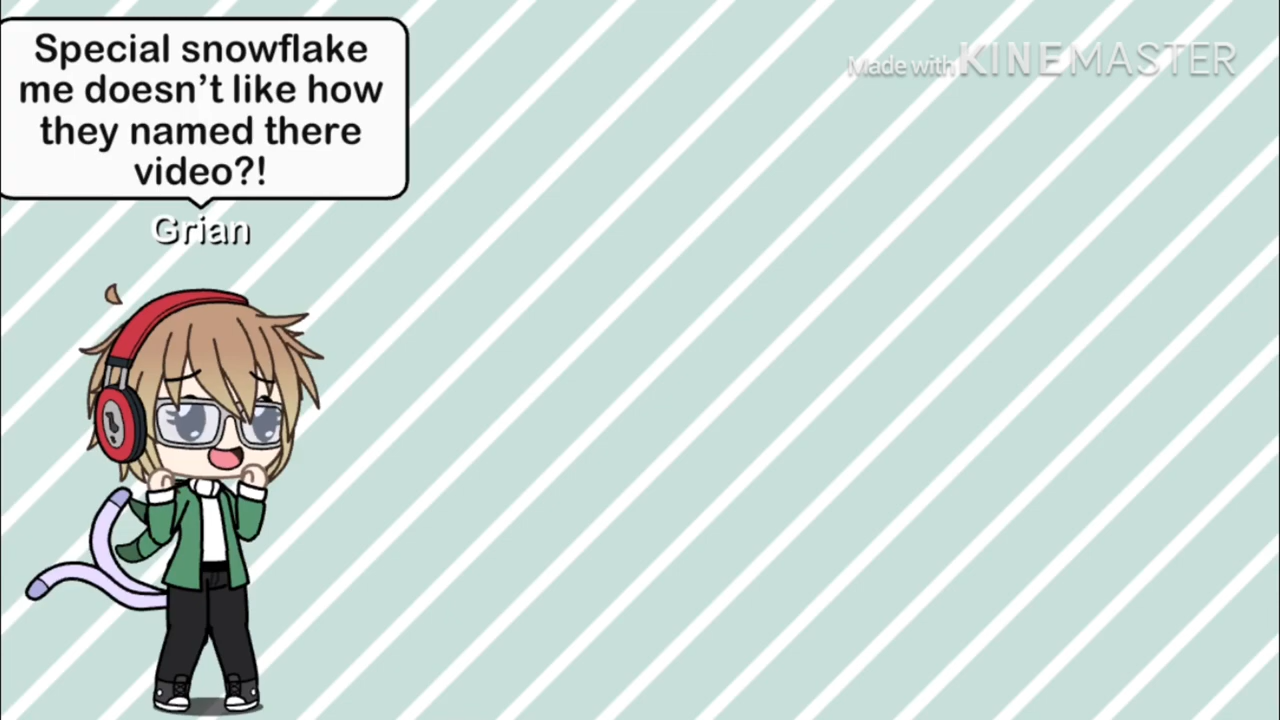 Special snowflake
me doesn't like how
they named there
video?!
Made with KINEMASTER
Grian